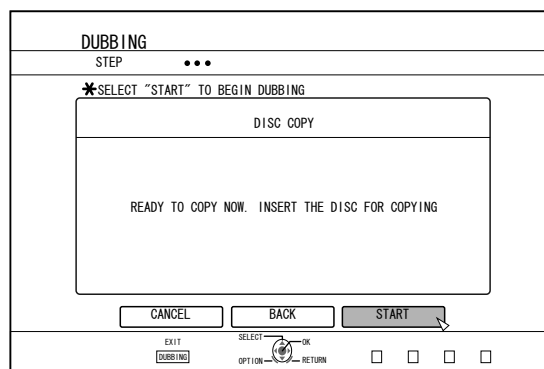 DUBBING
STEP
*SELECT "START" TO BEGIN DUBBING
DISC COPY
READY TO COPY NOW. INSERT THE DISC FOR COPYING
CANCEL BACK START
EXIT
DUBBING
SELECT
OK
OPTION
RETURN